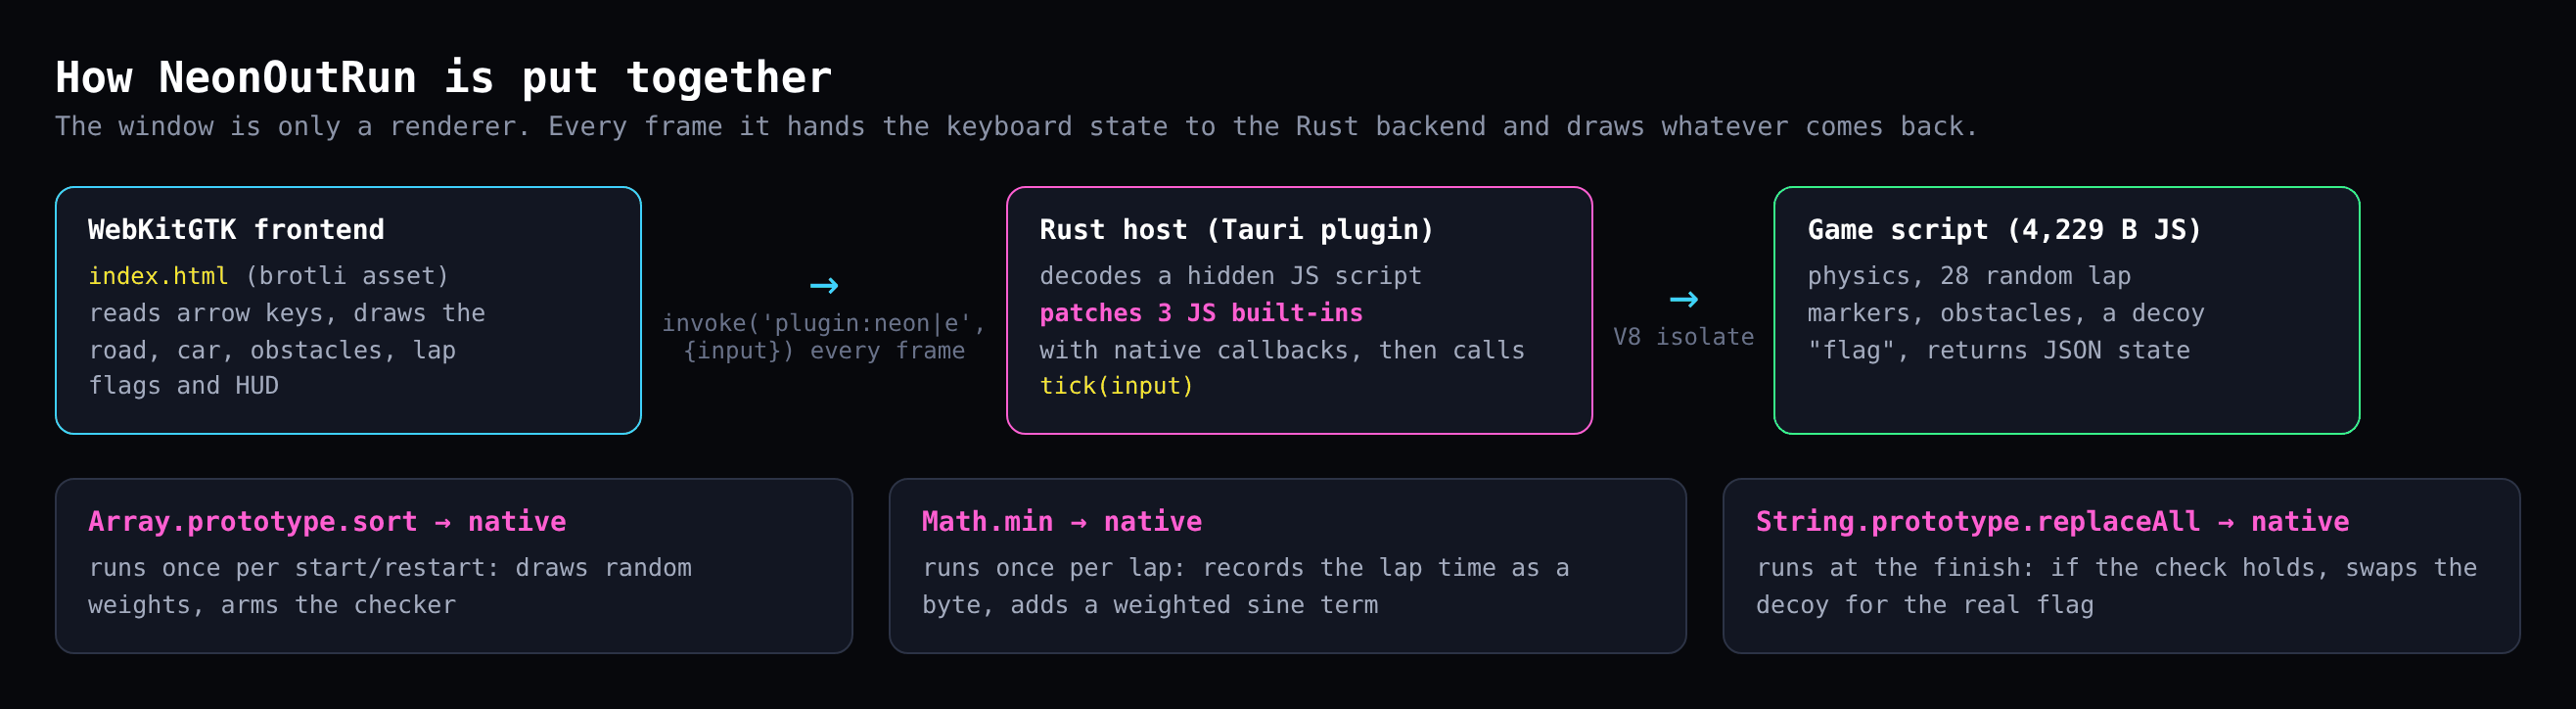 How NeonOutRun is put together
The window is only a renderer. Every frame it hands the keyboard state to the Rust backend and draws whatever comes back.
WebKitGTK frontend
index.html (brotli asset)
reads arrow keys, draws the
road, car, obstacles, lap
flags and HUD
→
invoke('plugin:neon|e',
{input}) every frame
Rust host (Tauri plugin)
decodes a hidden JS script
patches 3 JS built-ins
with native callbacks, then calls
tick(input)
→
V8 isolate
Game script (4,229 B JS)
physics, 28 random lap
markers, obstacles, a decoy
"flag", returns JSON state
Array.prototype.sort → native
runs once per start/restart: draws random
weights, arms the checker
Math.min → native
runs once per lap: records the lap time as a
byte, adds a weighted sine term
String.prototype.replaceAll → native
runs at the finish: if the check holds, swaps the
decoy for the real flag